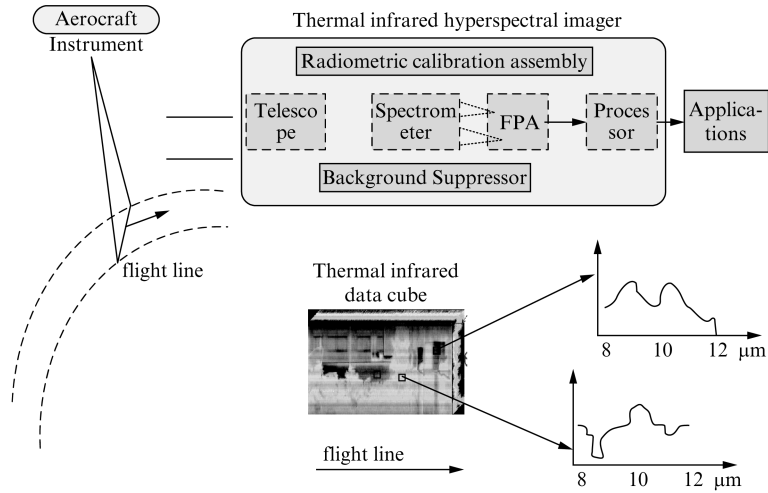 Aerocraft
Instrument
Thermal infrared hyperspectral imager
Radiometric calibration assembly
Telesco
pe
Spectrom
eter
FPA
Proces
sor
Applica-
tions
Background Suppressor
flight line
Thermal infrared
data cube
8 10 12 μm
8 10 12 μm
flight line